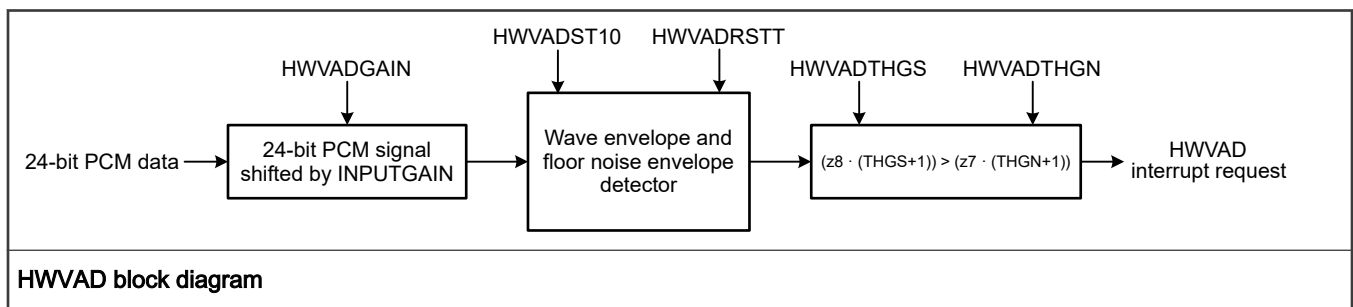 HWVADST10
HWVADRSTT
HWVADGAIN
HWVADTHGS
HWVADTHGN
24-bit PCM data
24-bit PCM signal
shifted by INPUTGAIN
Wave envelope and
floor noise envelope
detector
(z8 · (THGS+1)) > (z7 · (THGN+1))
HWVAD
interrupt request
HWVAD block diagram